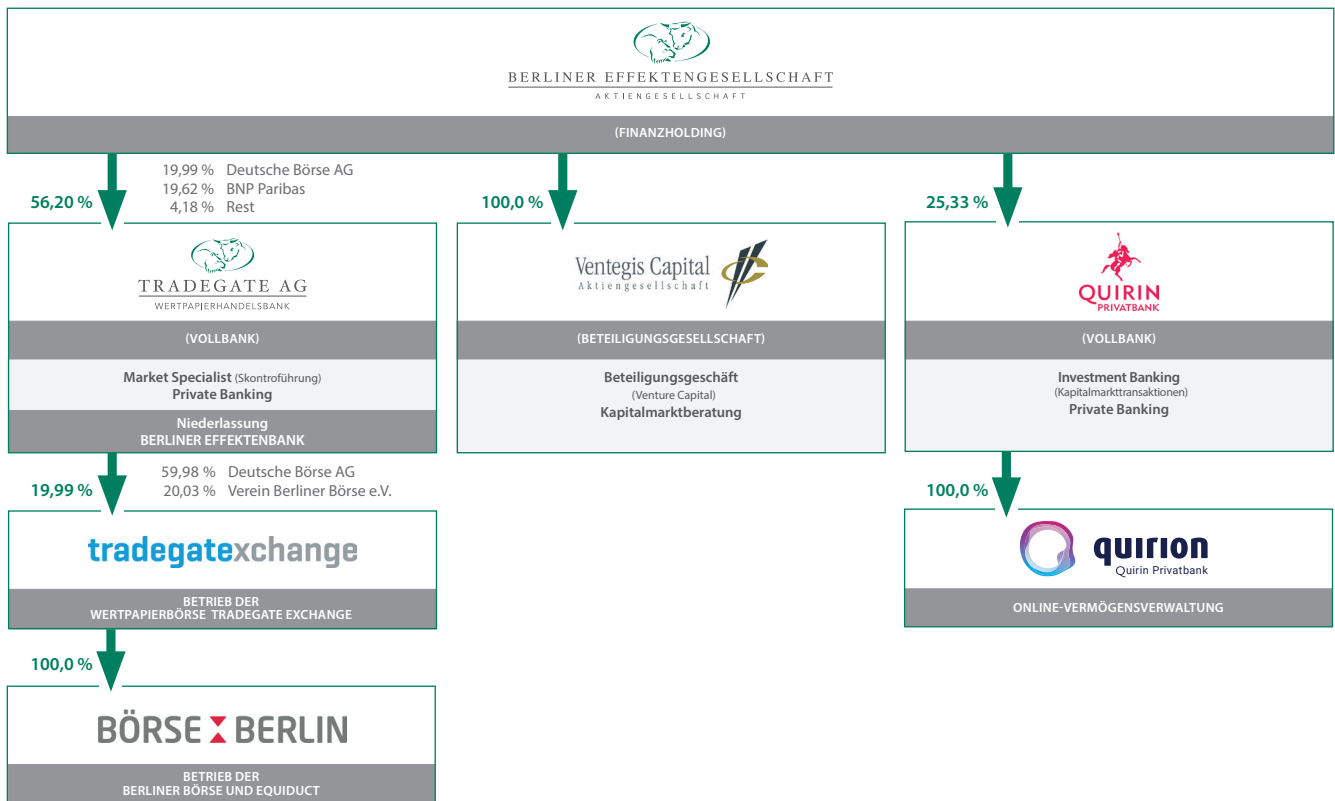 BERLINER EFFEKTENGESELLSCHAFT
AKTIENGESELLSCHAFT
(FINANZHOLDING)
56,20 %
19,99 % Deutsche Börse AG
19,62 % BNP Paribas
4,18 % Rest
TRADEGATE AG
WERTPAPIERHANDELSBANK
(VOLLBANK)
Market Specialist (Skontroführung)
Private Banking
Niederlassung
BERLINER EFFEKTENBANK
19,99 %
59,98 % Deutsche Börse AG
20,03 % Verein Berliner Börse e.V.
tradegatexchange
BETRIEB DER
WERTPAPIERBÖRSE TRADEGATE EXCHANGE
100,0 %
BÖRSE BERLIN
BETRIEB DER
BERLINER BÖRSE UND EQUIDUCT
100,0 %
Ventegis Capital
Aktiengesellschaft
(BETEILIGUNGSGESELLSCHAFT)
Beteiligungsgeschäft
(Venture Capital)
Kapitalmarktberatung
25,33 %
QUIRIN
PRIVATBANK
(VOLLBANK)
Investment Banking
(Kapitalmarkttransaktionen)
Private Banking
100,0 %
quirion
Quirin Privatbank
ONLINE-VERMÖGENSVERWALTUNG